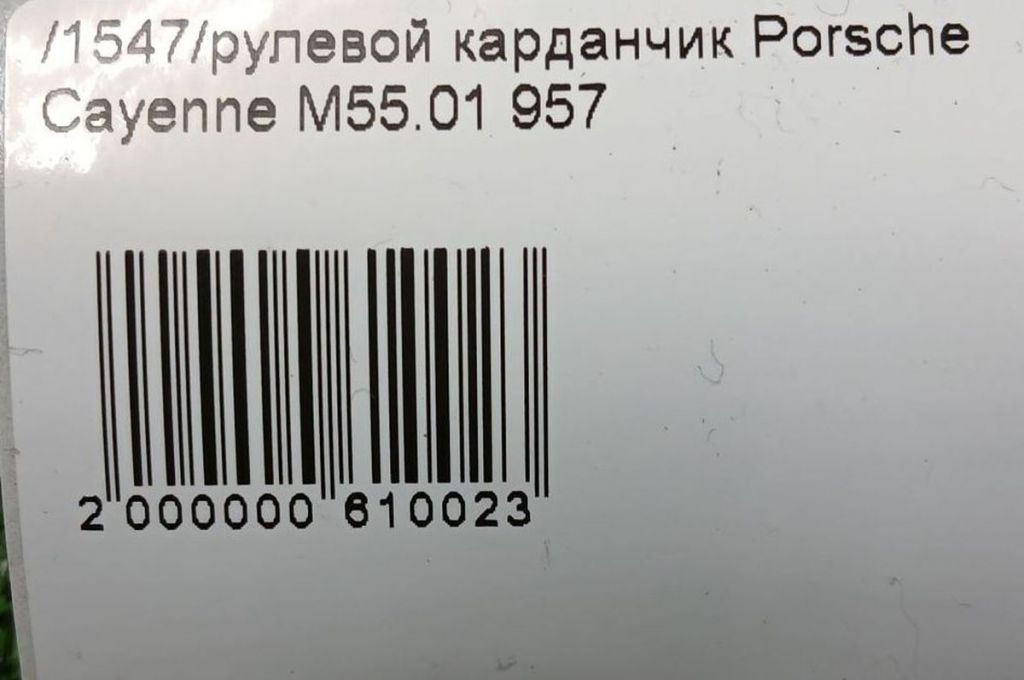 /1547/рулевой карданчик Porsche
Cayenne M55.01 957
2 000000 610023